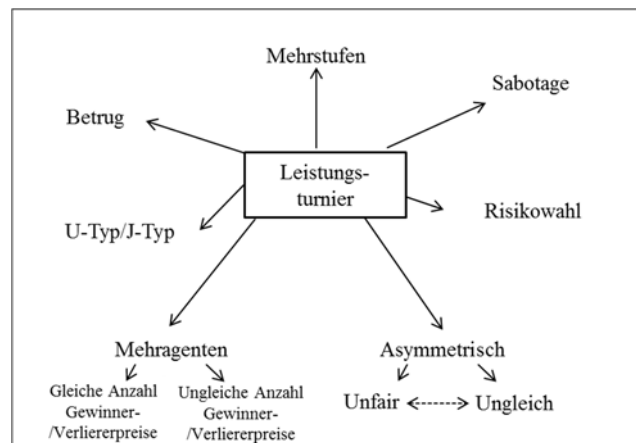 Mehrstufen
Sabotage
Betrug
Leistungs-
turnier
Risikowahl
U-Typ/J-Typ
Mehragenten
Asymmetrisch
Gleiche Anzahl
Gewinner-
/Verliererpreise
Ungleiche Anzahl
Gewinner-
/Verliererpreise
Unfair
Ungleich